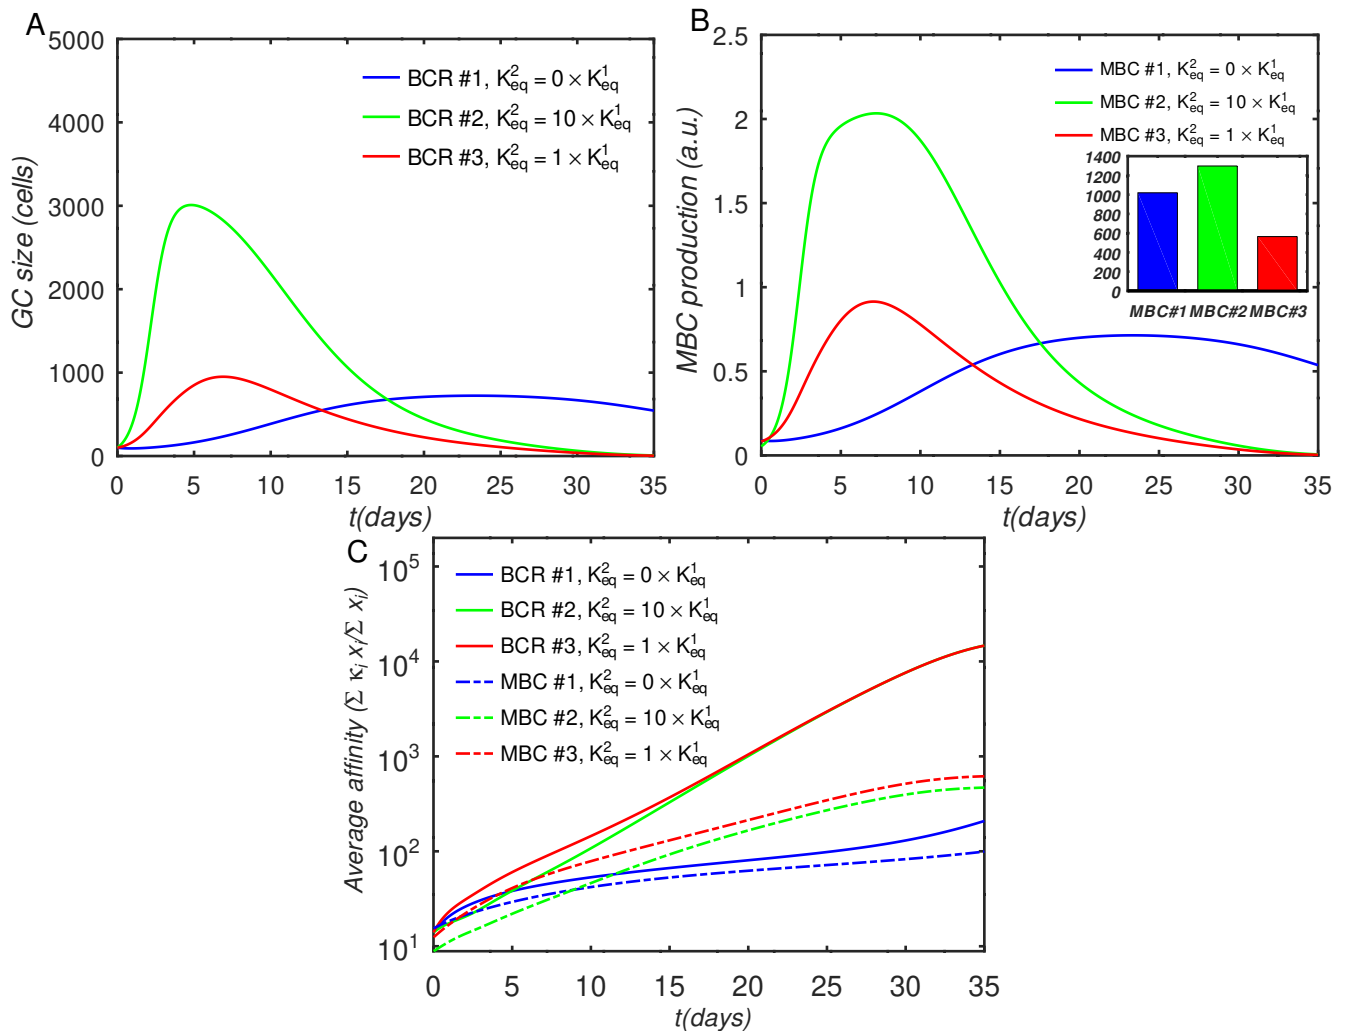 A
5000
4000
3000
2000
1000
0
GC size (cells)
BCR #1, K²eq = 0 × K¹eq
BCR #2, K²eq = 10 × K¹eq
BCR #3, K²eq = 1 × K¹eq
0 5 10 15 20 25 30 35
t(days)
B
2.5
2
1.5
1
0.5
0
MBC production (a.u.)
MBC #1, K²eq = 0 × K¹eq
MBC #2, K²eq = 10 × K¹eq
MBC #3, K²eq = 1 × K¹eq
1400
1200
1000
800
600
400
200
0
MBC#1 MBC#2 MBC#3
0 5 10 15 20 25 30 35
t(days)
C
10⁵
10⁴
10³
10²
10¹
Average affinity (Σ κᵢ xᵢ/Σ xᵢ)
BCR #1, K²eq = 0 × K¹eq
BCR #2, K²eq = 10 × K¹eq
BCR #3, K²eq = 1 × K¹eq
MBC #1, K²eq = 0 × K¹eq
MBC #2, K²eq = 10 × K¹eq
MBC #3, K²eq = 1 × K¹eq
0 5 10 15 20 25 30 35
t(days)